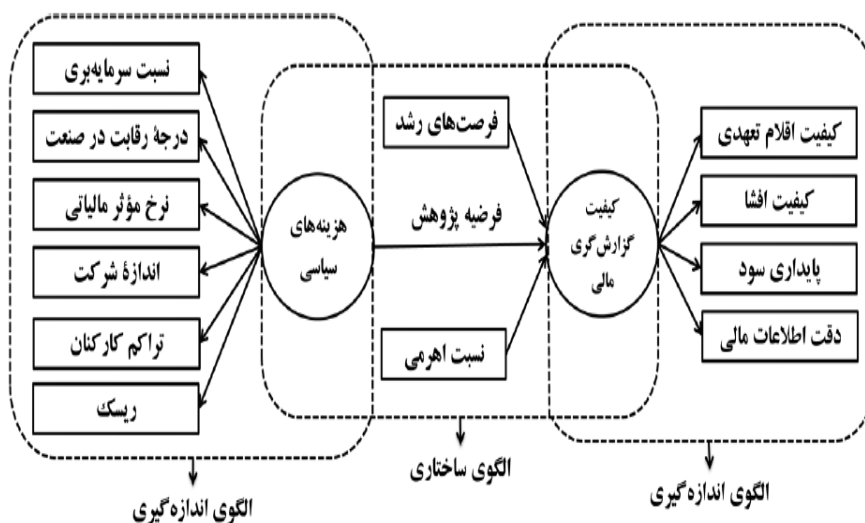 نسبت سرمایه‌بری
درجۀ رقابت در صنعت
نرخ مؤثر مالیاتی
اندازۀ شرکت
تراکم کارکنان
ریسک
هزینه‌های
سیاسی
فرصت‌های رشد
فرضیه پژوهش
نسبت اهرمی
کیفیت
گزارش‌گری
مالی
کیفیت اقلام تعهدی
کیفیت افشا
پایداری سود
دقت اطلاعات مالی
الگوی اندازه‌گیری
الگوی ساختاری
الگوی اندازه‌گیری